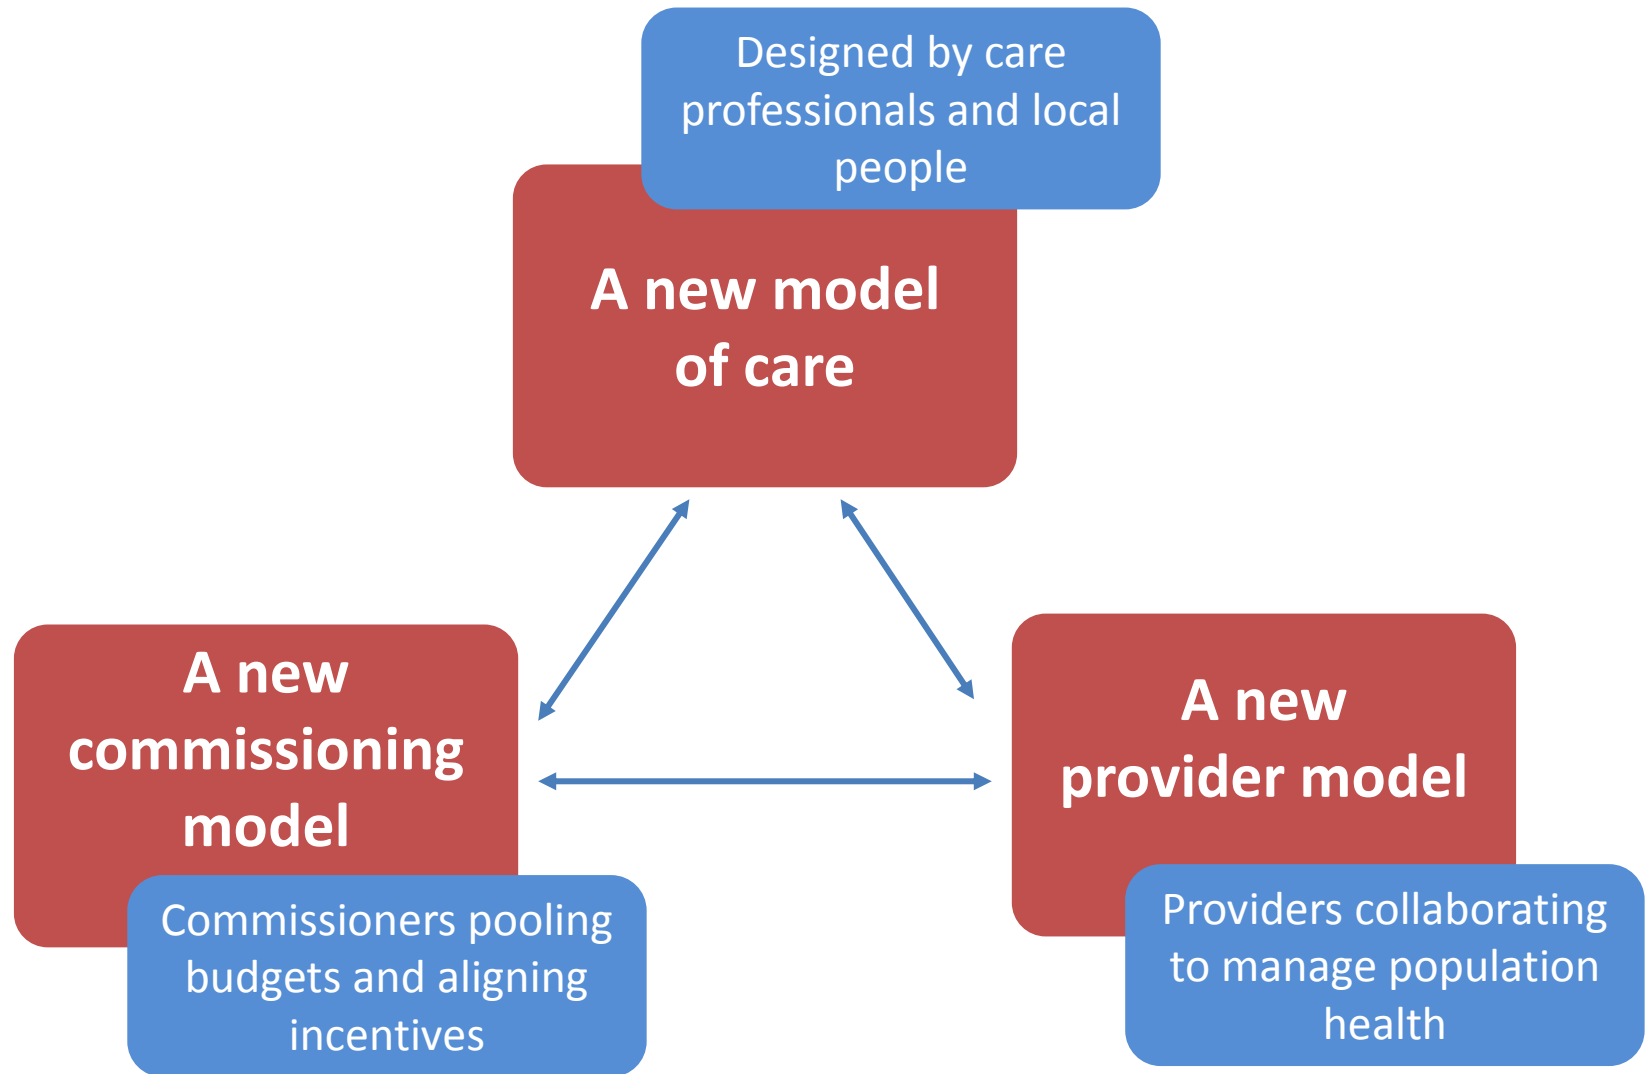 Designed by care
professionals and local
people
A new model
of care
A new
commissioning
model
Commissioners pooling
budgets and aligning
incentives
A new
provider model
Providers collaborating
to manage population
health